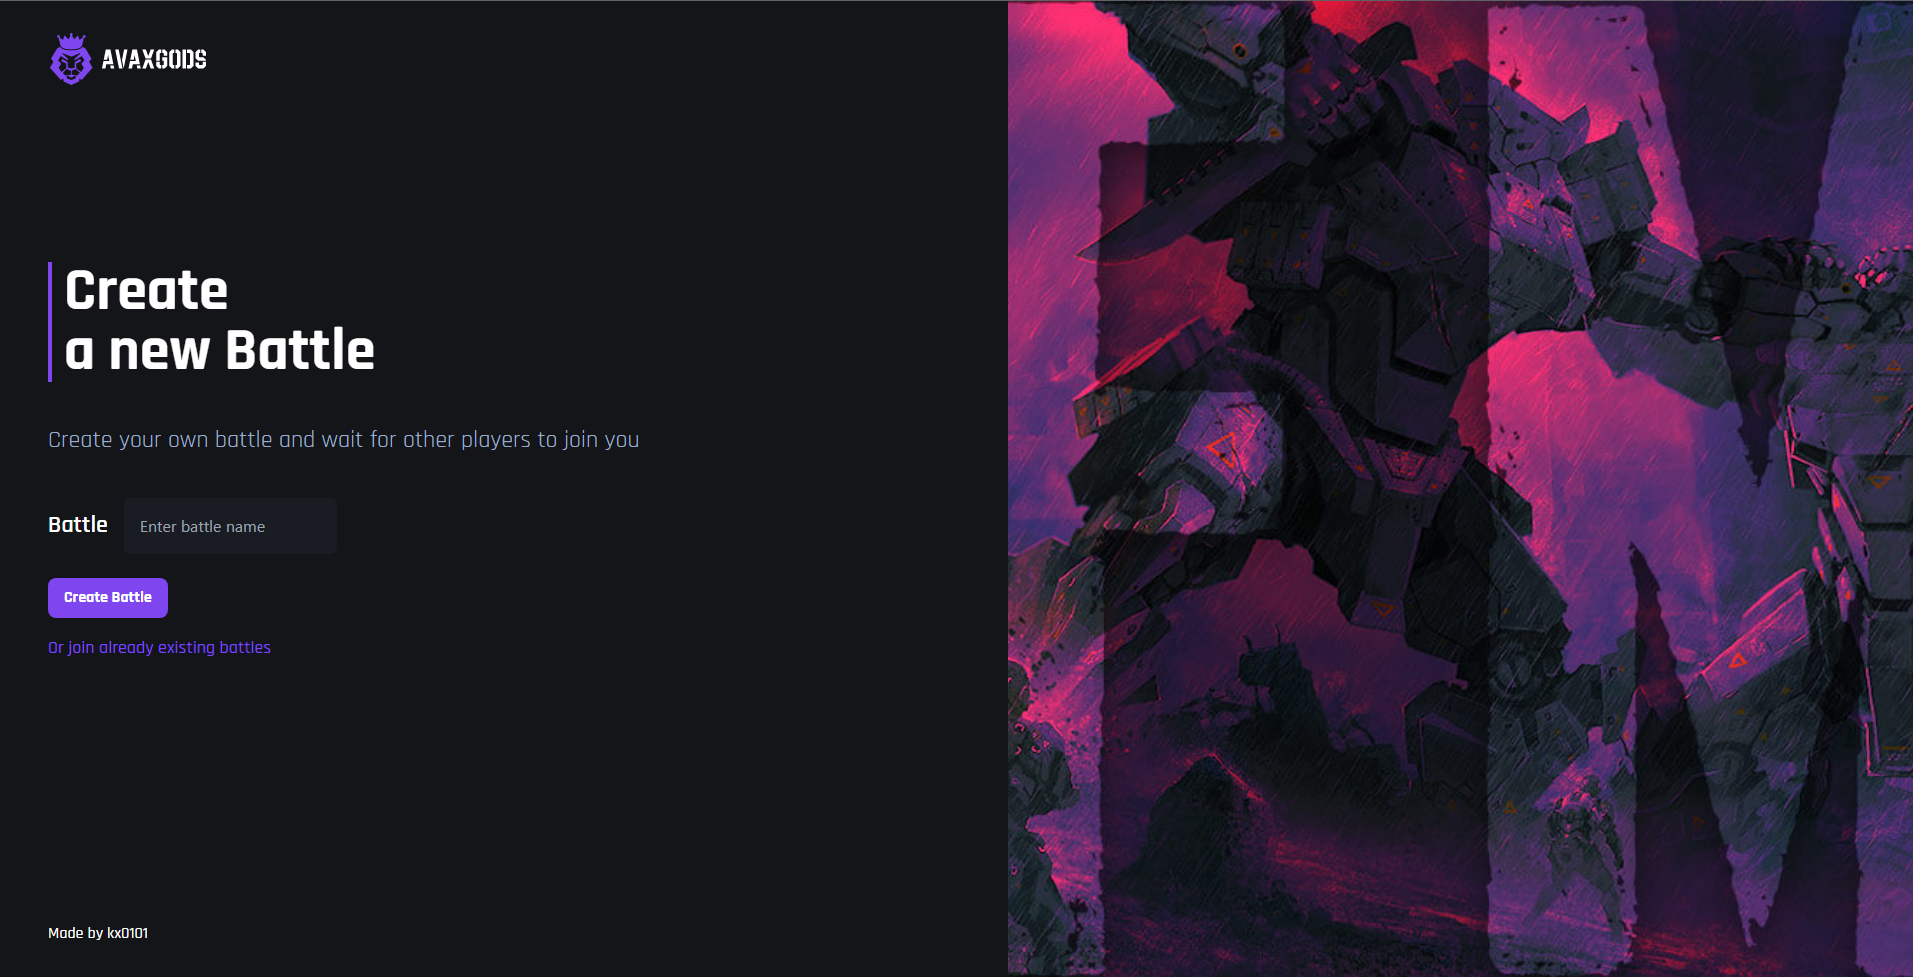 AVAXGODS
Create
a new Battle
Create your own battle and wait for other players to join you
Battle
Enter battle name
Create Battle
Or join already existing battles
Made by kx0101